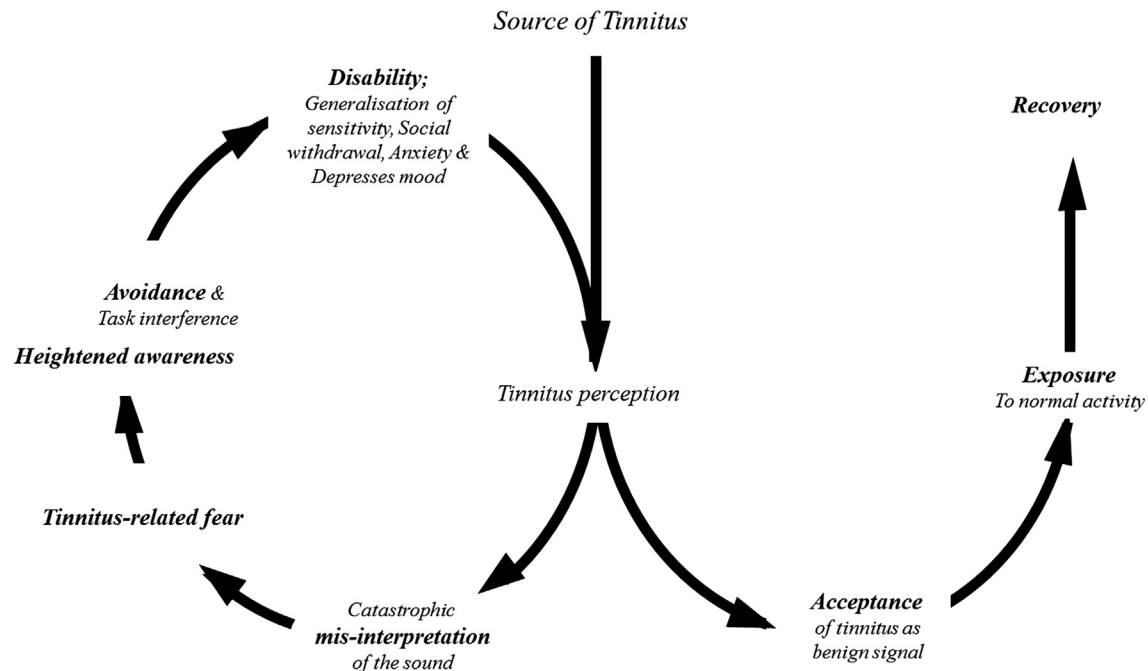 Source of Tinnitus
Disability;
Generalisation of
sensitivity, Social
withdrawal, Anxiety &
Depresses mood
Avoidance &
Task interference
Heightened awareness
Tinnitus-related fear
Catastrophic
mis-interpretation
of the sound
Tinnitus perception
Acceptance
of tinnitus as
benign signal
Exposure
To normal activity
Recovery